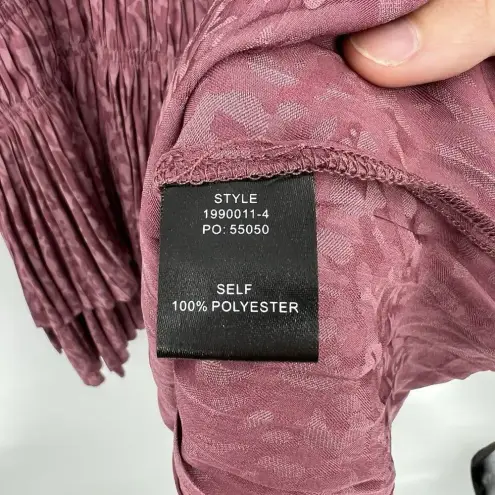 STYLE
1990011-4
PO: 55050
SELF
100% POLYESTER